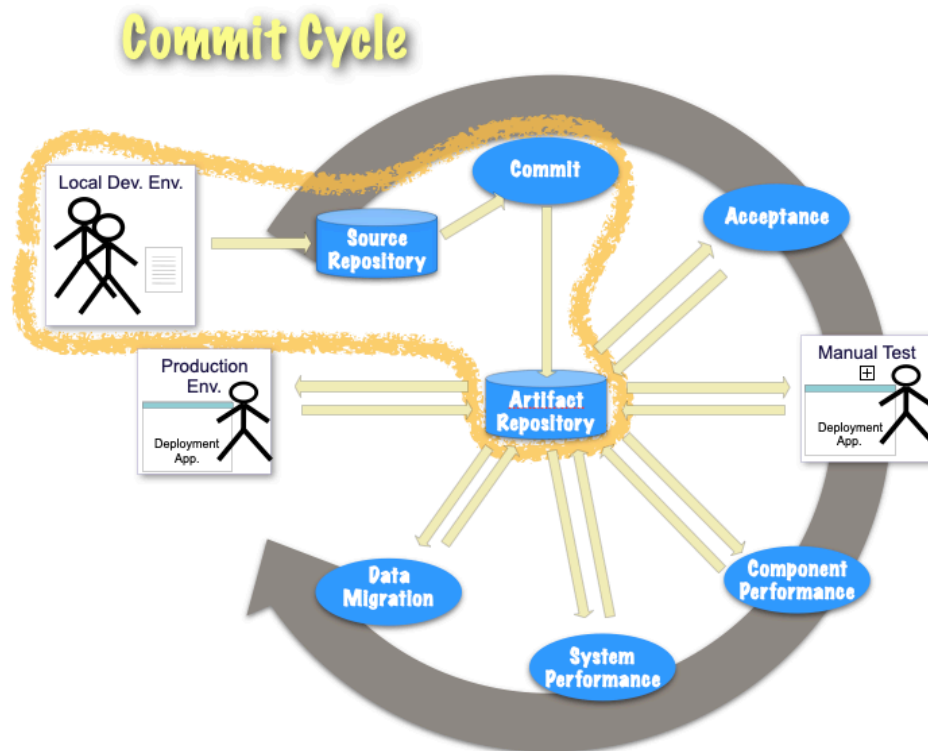 Commit Cycle
Local Dev. Env.
Source
Repository
Commit
Acceptance
Production
Env.
Deployment
App.
Artifact
Repository
Manual Test
Deployment
App.
Data
Migration
System
Performance
Component
Performance